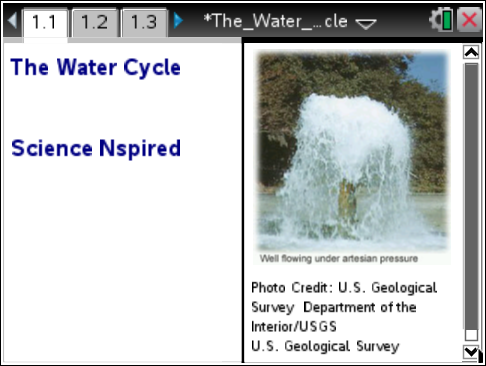 1.1 1.2 1.3 *The_Water_...cle
The Water Cycle
Science Nspired
Well flowing under artesian pressure
Photo Credit: U.S. Geological
Survey Department of the
Interior/USGS
U.S. Geological Survey